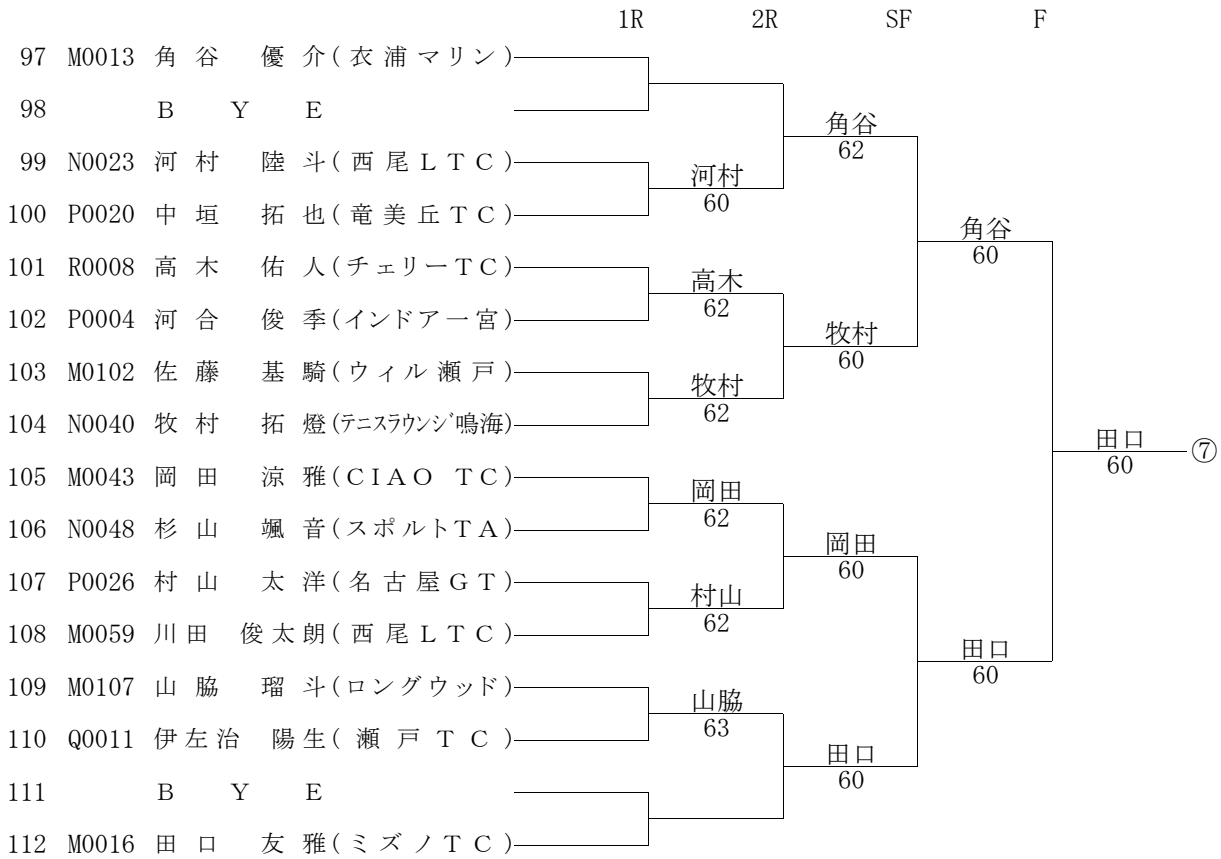 1R 2R SF F
97 M0013 角谷 優介(衣浦マリン)
98 BYE
角谷
62
99 N0023 河村 陸斗(西尾LTC)
河村
60
100 P0020 中垣 拓也(竜美丘TC)
角谷
60
101 R0008 高木 佑人(チェリーTC)
高木
62
102 P0004 河合 俊季(インドア一宮)
牧村
60
103 M0102 佐藤 基騎(ウィル瀬戸)
牧村
62
104 N0040 牧村 拓燈(テニスラウンジ鳴海)
田口
60
⑦
105 M0043 岡田 涼雅(CIAO TC)
岡田
62
106 N0048 杉山 颯音(スポルトTA)
岡田
60
107 P0026 村山 太洋(名古屋GT)
村山
62
108 M0059 川田 俊太朗(西尾LTC)
田口
60
109 M0107 山脇 瑠斗(ロングウッド)
山脇
63
110 Q0011 伊左治 陽生(瀬戸TC)
田口
60
111 BYE
112 M0016 田口 友雅(ミズノTC)